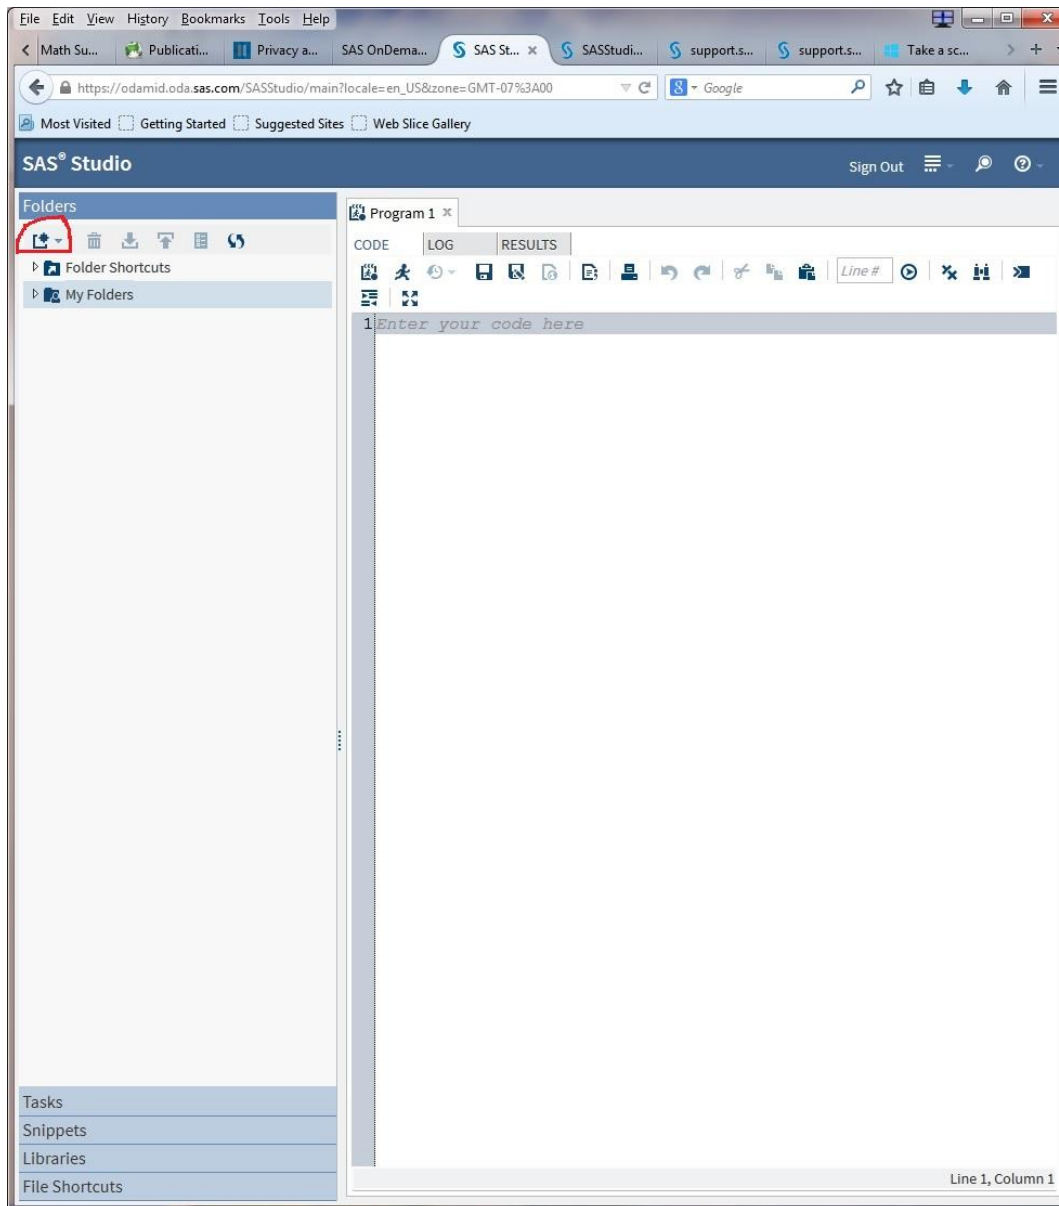 File Edit View History Bookmarks Tools Help
Math Su... Publicati... Privacy a... SAS OnDema... SAS St... × SASStudi... support.s... support.s... Take a sc...
https://odamid.oda.sas.com/SASStudio/main?locale=en_US&zone=GMT-07%3A00 Google
Most Visited Getting Started Suggested Sites Web Slice Gallery
SAS® Studio Sign Out
Folders
Folder Shortcuts
My Folders
Program 1 ×
CODE LOG RESULTS
Line #
1 Enter your code here
Tasks
Snippets
Libraries
File Shortcuts
Line 1, Column 1